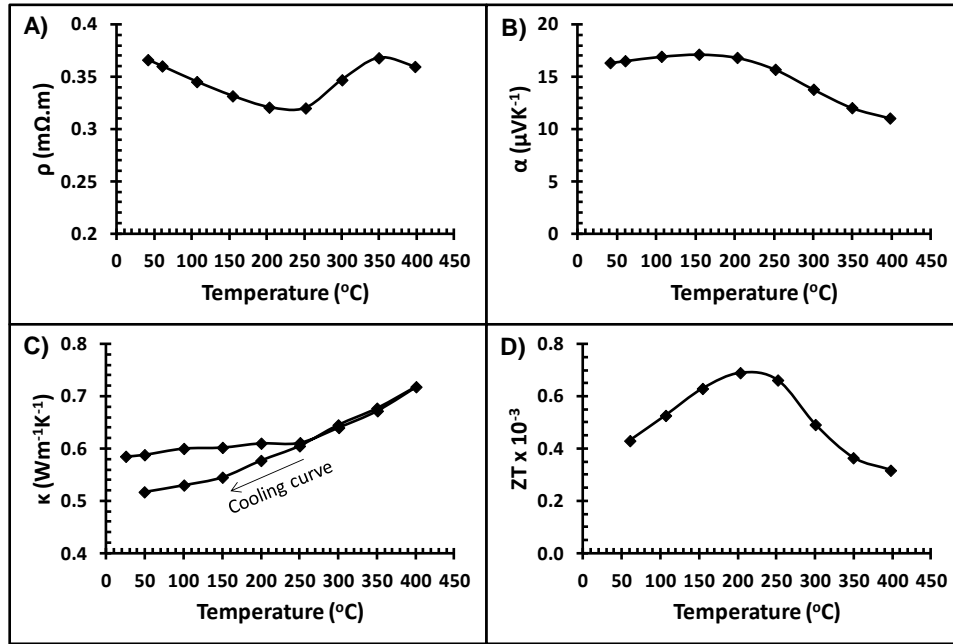 A)
ρ (mΩ.m)
0.4
0.35
0.3
0.25
0.2
0 50 100 150 200 250 300 350 400 450
Temperature (°C)
B)
α (μVK⁻¹)
20
15
10
5
0
0 50 100 150 200 250 300 350 400 450
Temperature (°C)
C)
κ (Wm⁻¹K⁻¹)
0.8
0.7
0.6
0.5
0.4
Cooling curve
0 50 100 150 200 250 300 350 400 450
Temperature (°C)
D)
ZT x 10⁻³
0.8
0.6
0.4
0.2
0.0
0 50 100 150 200 250 300 350 400 450
Temperature (°C)